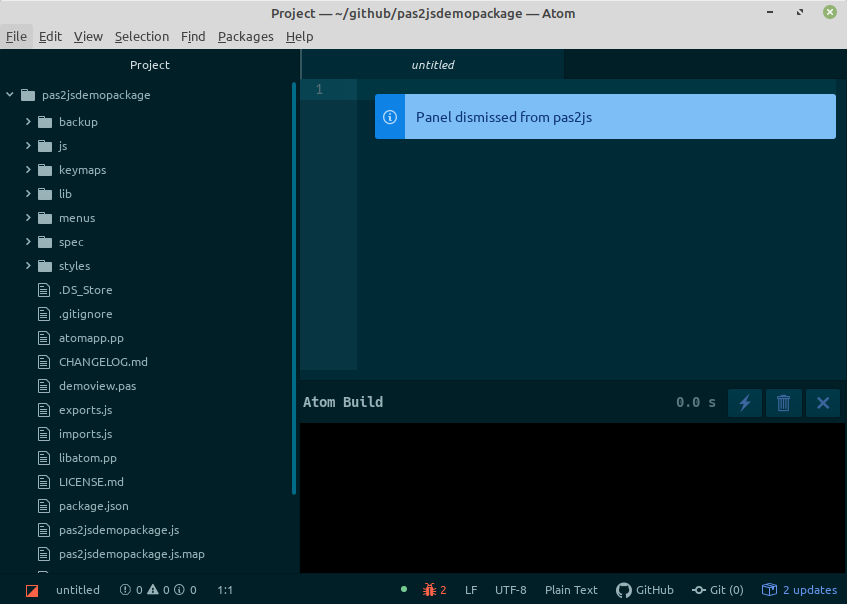 Project — ~/github/pas2jsdemopackage — Atom
File Edit View Selection Find Packages Help
Project
pas2jsdemopackage
backup
js
keymaps
lib
menus
spec
styles
.DS_Store
.gitignore
atomapp.pp
CHANGELOG.md
demoview.pas
exports.js
imports.js
libatom.pp
LICENSE.md
package.json
pas2jsdemopackage.js
pas2jsdemopackage.js.map
untitled
1
Panel dismissed from pas2js
Atom Build 0.0 s
untitled 0 0 0 1:1 2 LF UTF-8 Plain Text GitHub Git (0) 2 updates